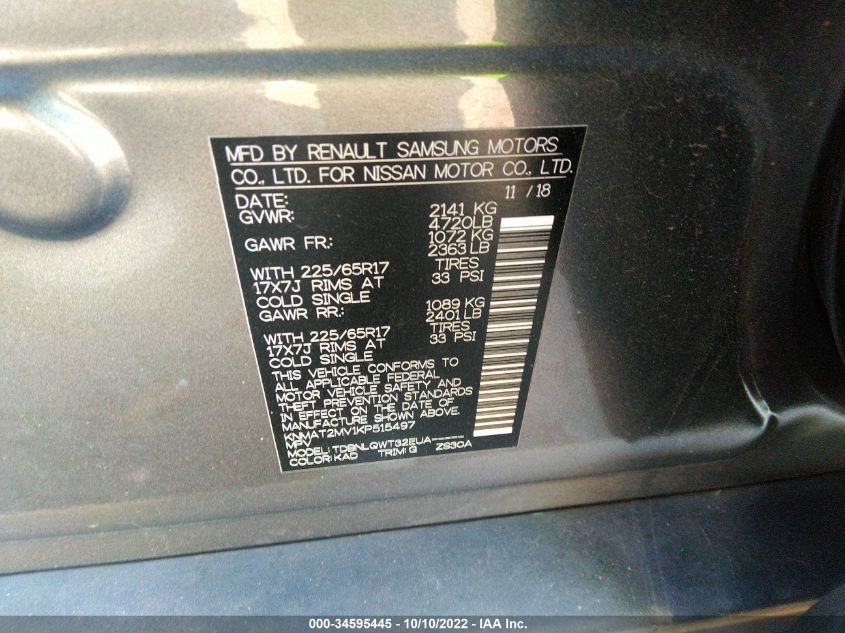 MFD BY RENAULT SAMSUNG MOTORS
CO., LTD. FOR NISSAN MOTOR CO., LTD.
DATE: 11 / 18
GVWR: 2141 KG
4720LB
GAWR FR.: 1072 KG
2363 LB
WITH 225/65R17 TIRES
17X7J RIMS AT 33 PSI
COLD SINGLE
GAWR RR.: 1089 KG
2401 LB
WITH 225/65R17 TIRES
17X7J RIMS AT 33 PSI
COLD SINGLE
THIS VEHICLE CONFORMS TO
ALL APPLICABLE FEDERAL
MOTOR VEHICLE SAFETY AND
THEFT PREVENTION STANDARDS
IN EFFECT ON THE DATE OF
MANUFACTURE SHOWN ABOVE.
KNMAT2MV1KP515497
MPV
MODEL: TDBNLQWT32EUA-----
COLOR: KAD TRIM: G ZS30A
000-34595445 - 10/10/2022 - IAA Inc.